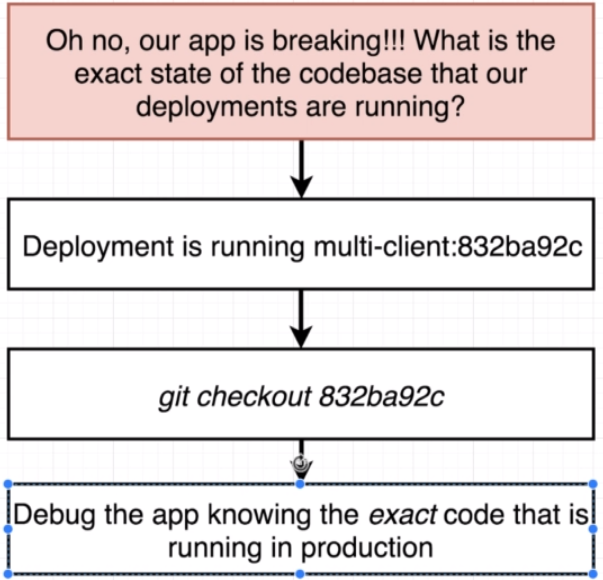 Oh no, our app is breaking!!! What is the
exact state of the codebase that our
deployments are running?
Deployment is running multi-client:832ba92c
git checkout 832ba92c
Debug the app knowing the exact code that is
running in production